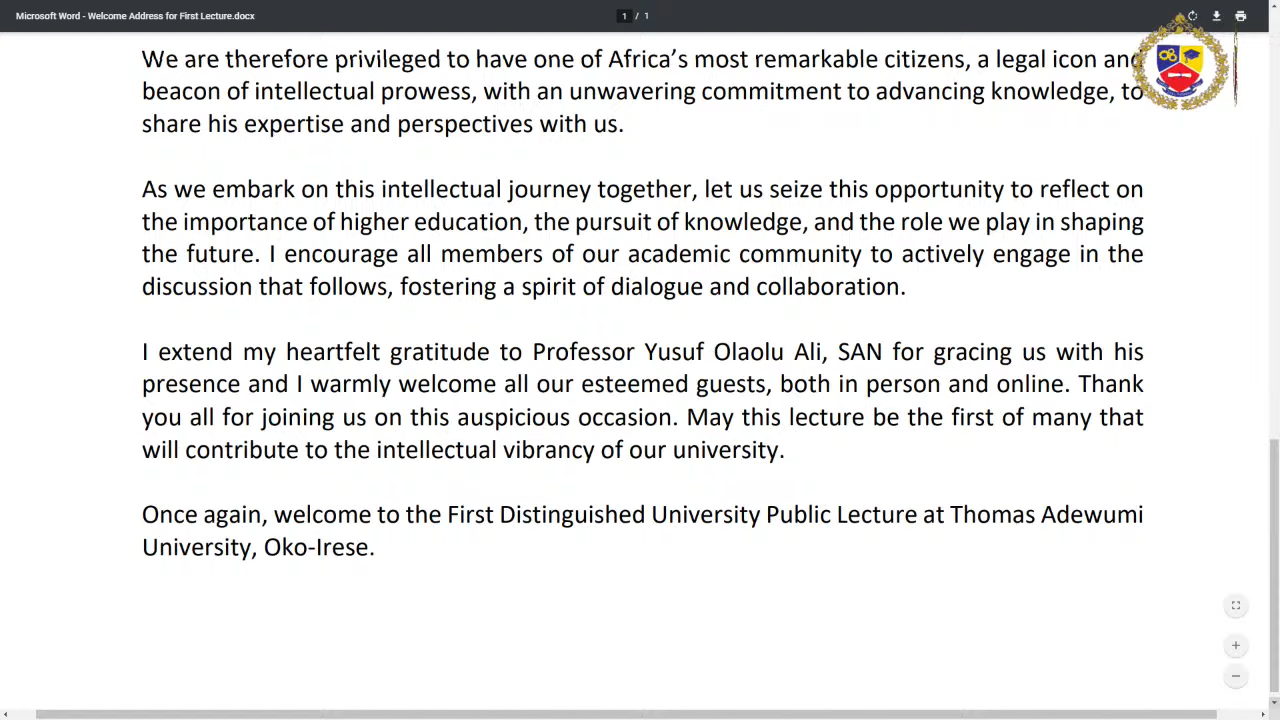 Microsoft Word - Welcome Address for First Lecture.docx
1 / 1
We are therefore privileged to have one of Africa’s most remarkable citizens, a legal icon and
beacon of intellectual prowess, with an unwavering commitment to advancing knowledge, to
share his expertise and perspectives with us.
As we embark on this intellectual journey together, let us seize this opportunity to reflect on
the importance of higher education, the pursuit of knowledge, and the role we play in shaping
the future. I encourage all members of our academic community to actively engage in the
discussion that follows, fostering a spirit of dialogue and collaboration.
I extend my heartfelt gratitude to Professor Yusuf Olaolu Ali, SAN for gracing us with his
presence and I warmly welcome all our esteemed guests, both in person and online. Thank
you all for joining us on this auspicious occasion. May this lecture be the first of many that
will contribute to the intellectual vibrancy of our university.
Once again, welcome to the First Distinguished University Public Lecture at Thomas Adewumi
University, Oko-Irese.